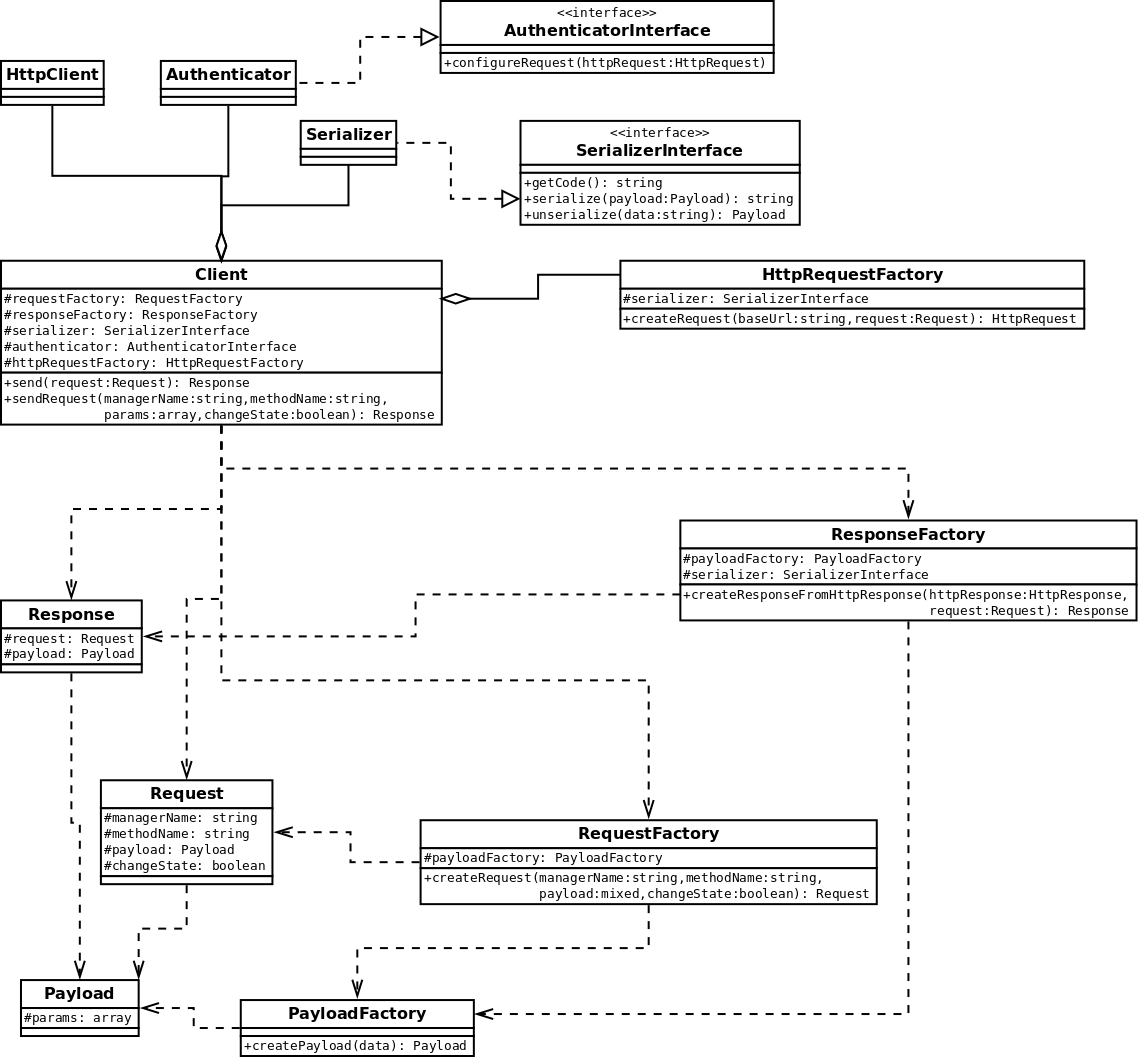 <<interface>>
AuthenticatorInterface
+configureRequest(httpRequest:HttpRequest)
HttpClient
Authenticator
Serializer
<<interface>>
SerializerInterface
+getCode(): string
+serialize(payload:Payload): string
+unserialize(data:string): Payload
Client
#requestFactory: RequestFactory
#responseFactory: ResponseFactory
#serializer: SerializerInterface
#authenticator: AuthenticatorInterface
#httpRequestFactory: HttpRequestFactory
+send(request:Request): Response
+sendRequest(managerName:string,methodName:string,
params:array,changeState:boolean): Response
HttpRequestFactory
#serializer: SerializerInterface
+createRequest(baseUrl:string,request:Request): HttpRequest
ResponseFactory
#payloadFactory: PayloadFactory
#serializer: SerializerInterface
+createResponseFromHttpResponse(httpResponse:HttpResponse,
request:Request): Response
Response
#request: Request
#payload: Payload
Request
#managerName: string
#methodName: string
#payload: Payload
#changeState: boolean
RequestFactory
#payloadFactory: PayloadFactory
+createRequest(managerName:string,methodName:string,
payload:mixed,changeState:boolean): Request
Payload
#params: array
PayloadFactory
+createPayload(data): Payload